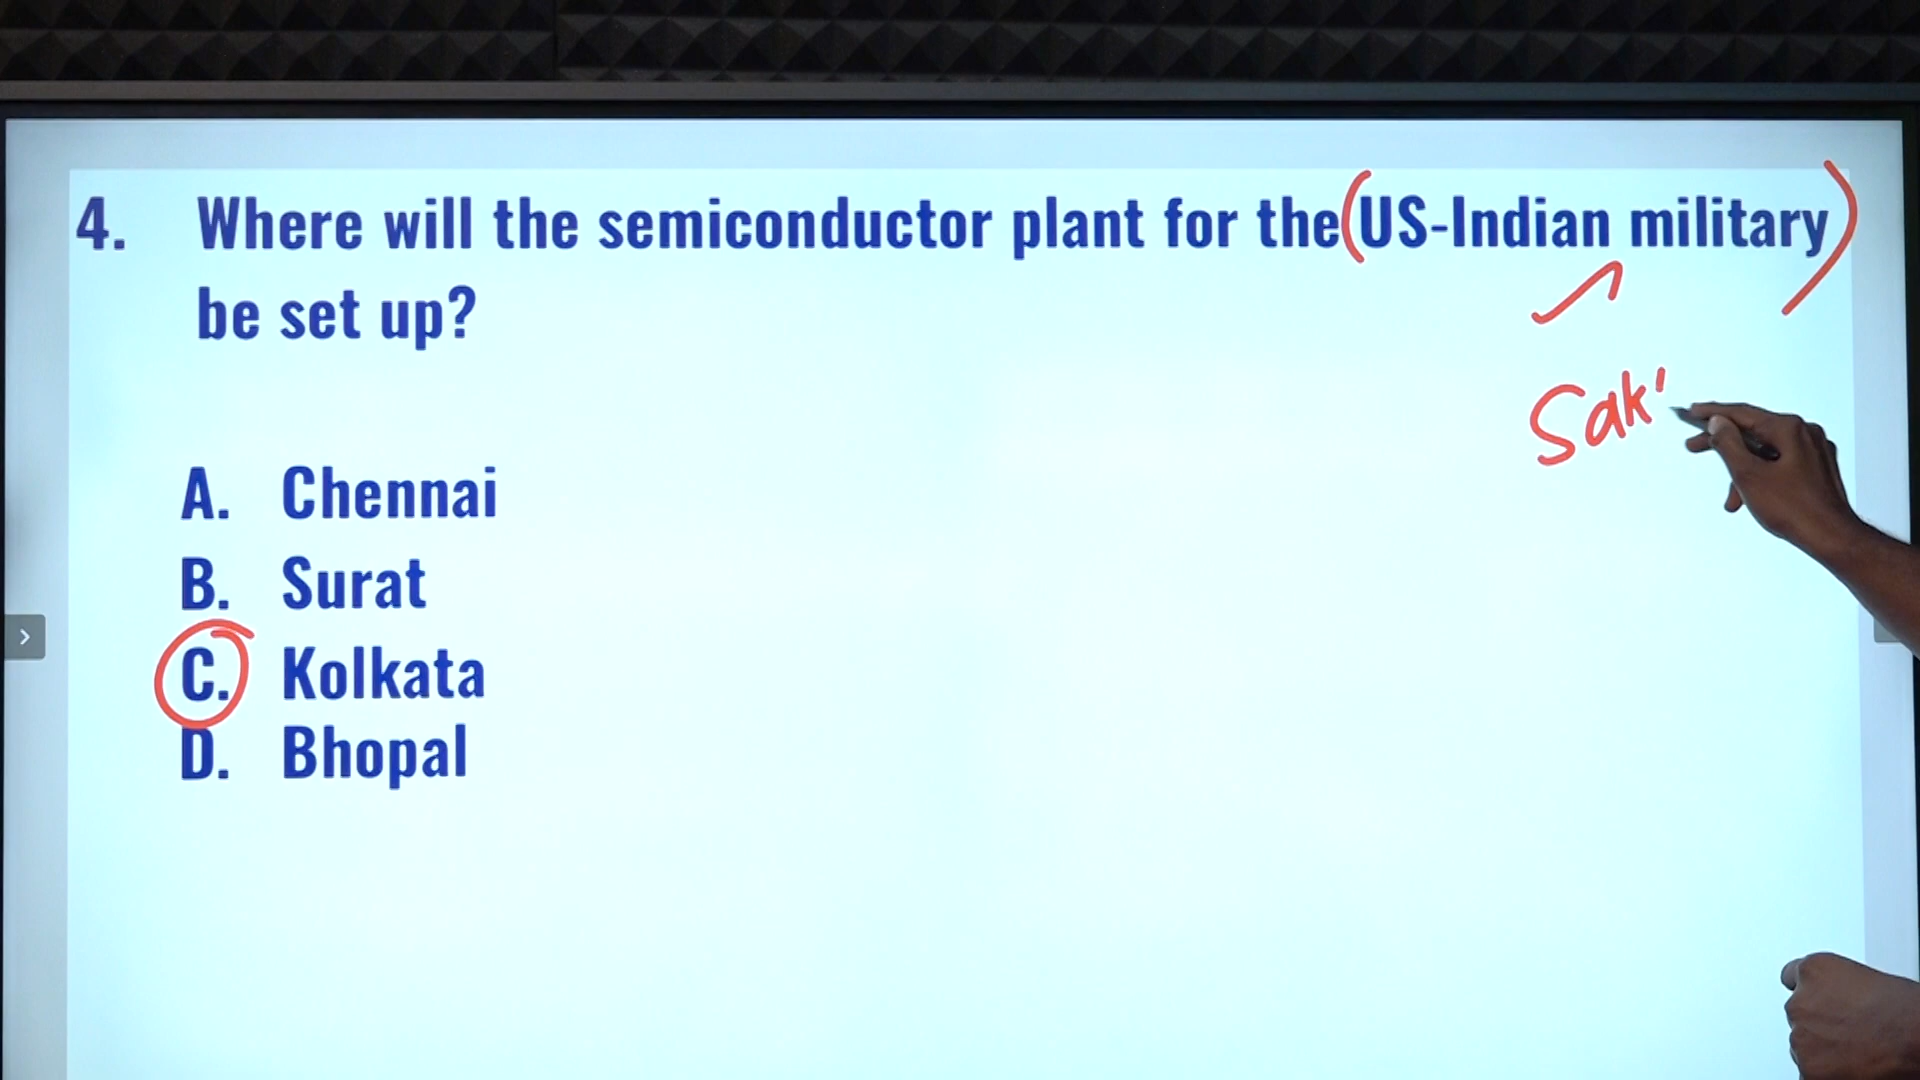 4. Where will the semiconductor plant for the (US-Indian military)
be set up?
Sak
A. Chennai
B. Surat
C. Kolkata
D. Bhopal